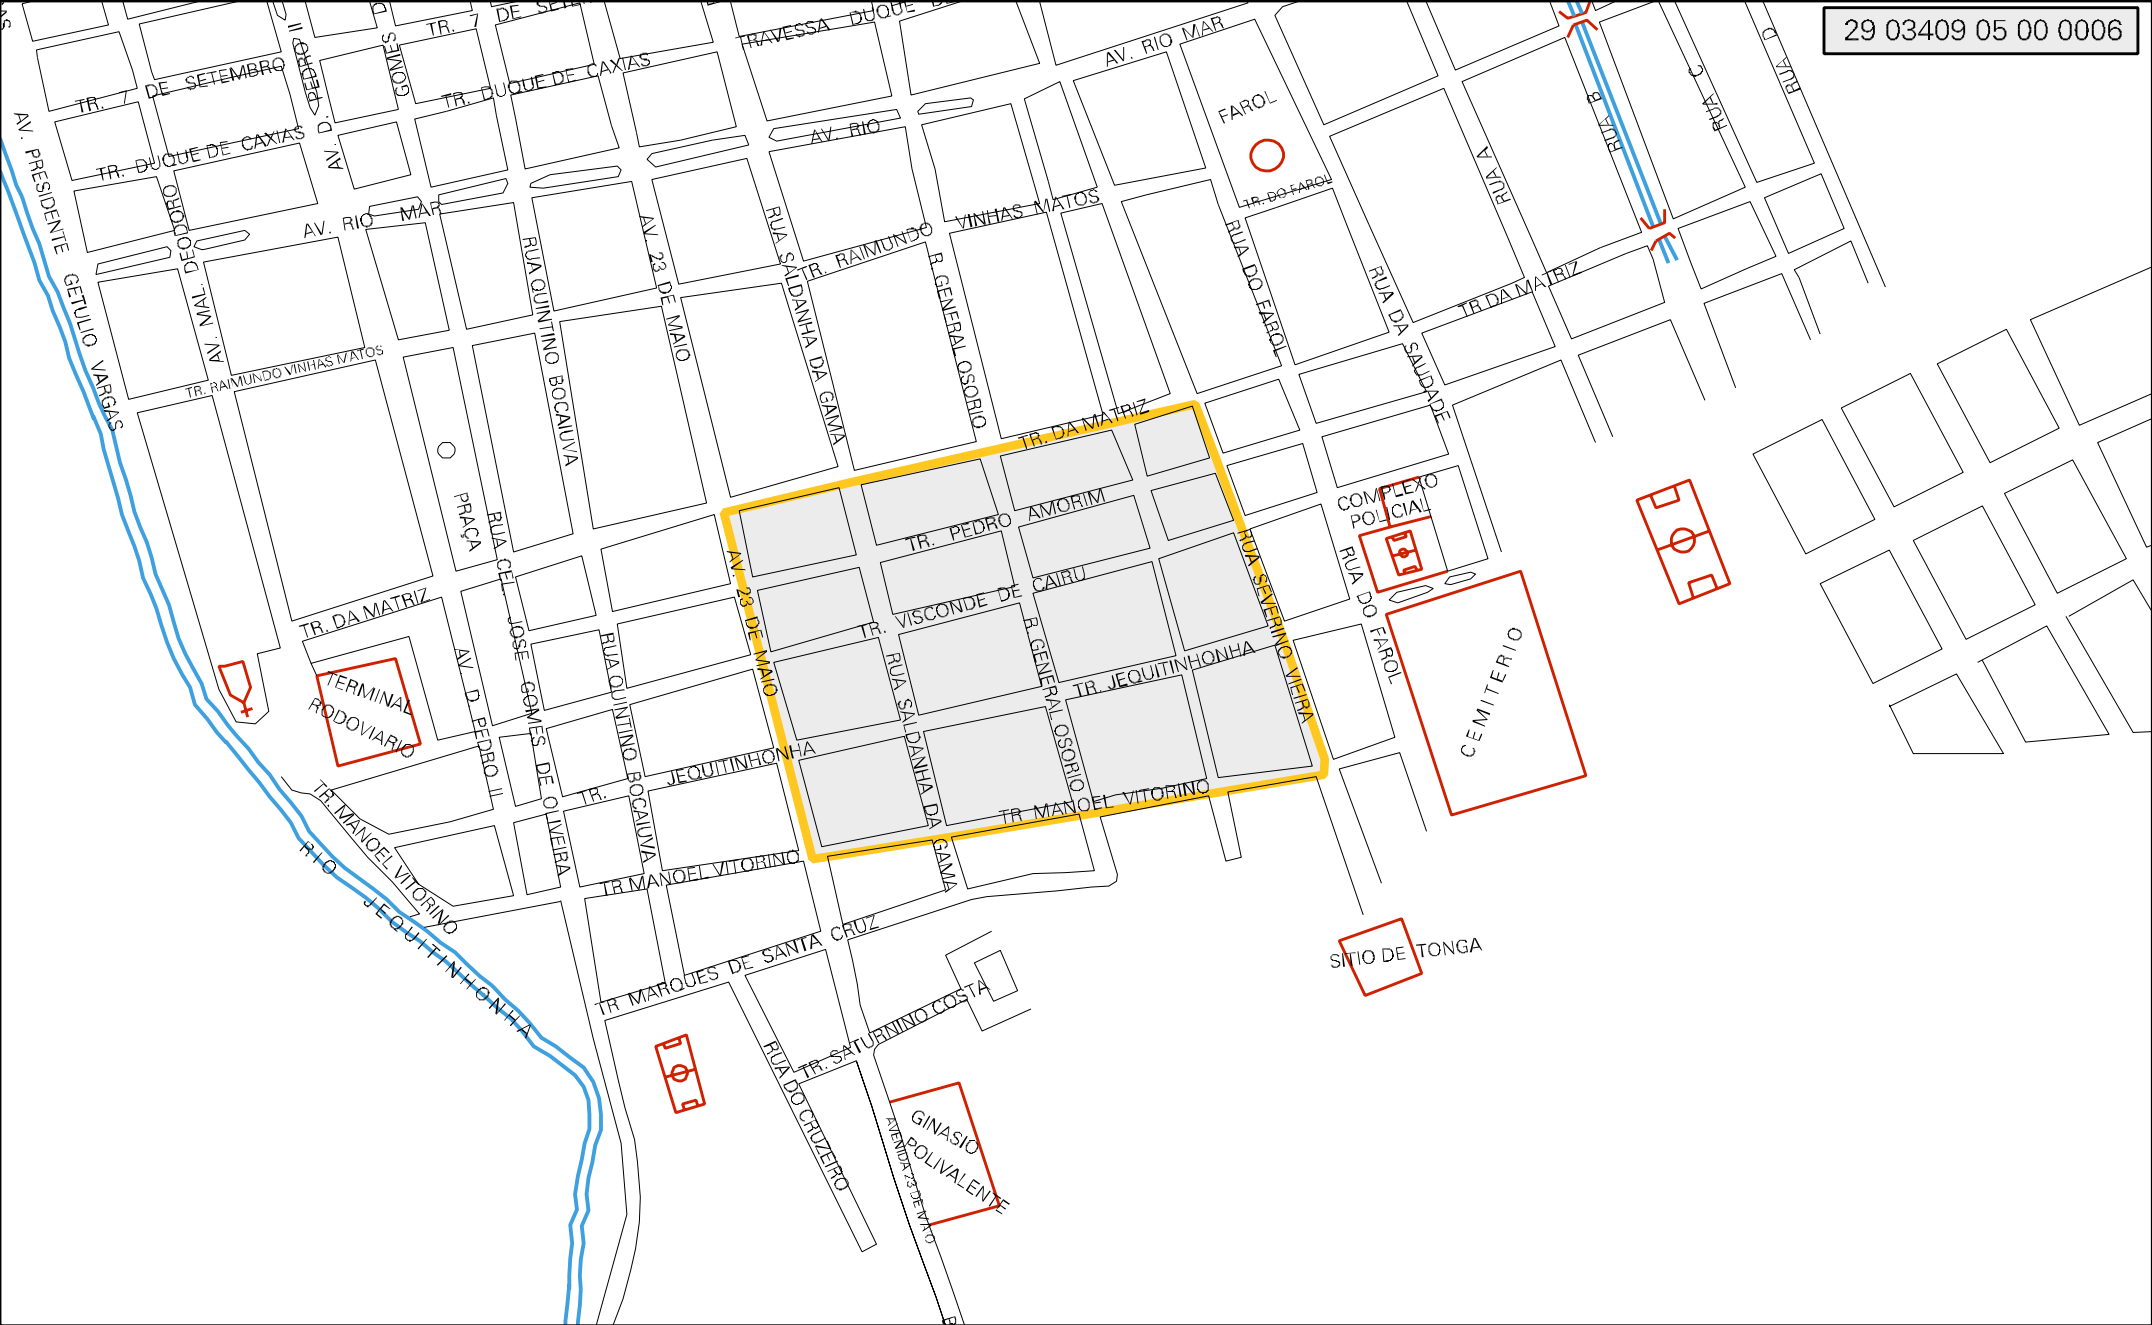 29 03409 05 00 0006
TR. 7 DE SETEMBRO
TR. 7 DE
TRAVESSA DUQUE
AV. RIO MAR
TR. 7 DE SETEMBRO
AV. D. PEDRO II
GOMES
TR. DUQUE DE CAXIAS
TR. DUQUE DE CAXIAS
AV. RIO
FAROL
TR. DO FAROL
RUA A
RUA B
RUA C
RUA D
AV. PRESIDENTE GETULIO VARGAS
AV. MAL. DEODORO
AV. RIO MAR
RUA QUINTINO BOCAIUVA
AV. 23 DE MAIO
RUA SALDANHA DA GAMA
TR. RAIMUNDO VINHAS MATOS
R. GENERAL OSORIO
RUA DO FAROL
RUA DA SAUDADE
TR DA MATRIZ
TR. RAIMUNDO VINHAS MATOS
PRAÇA
RUA CEL. JOSE GOMES DE OLIVEIRA
TR. DA MATRIZ
TR. PEDRO AMORIM
COMPLEXO
POLICIAL
AV 23 DE MAIO
TR. VISCONDE DE CAIRU
RUA SEVERINO VIEIRA
RUA DO FAROL
CEMITERIO
TR. DA MATRIZ
TERMINAL
RODOVIARIO
AV D. PEDRO II
RUA QUINTINO BOCAIUVA
RUA SALDANHA DA GAMA
R. GENERAL OSORIO
TR. JEQUITINHONHA
TR. JEQUITINHONHA
TR. MANOEL VITORINO
TR MANOEL VITORINO
TR MANOEL VITORINO
RIO JEQUITINHONHA
TR MARQUES DE SANTA CRUZ
SITIO DE TONGA
TR. SATURNINO COSTA
RUA DO CRUZEIRO
GINASIO
POLIVALENTE
AVENIDA 23 DE MAIO